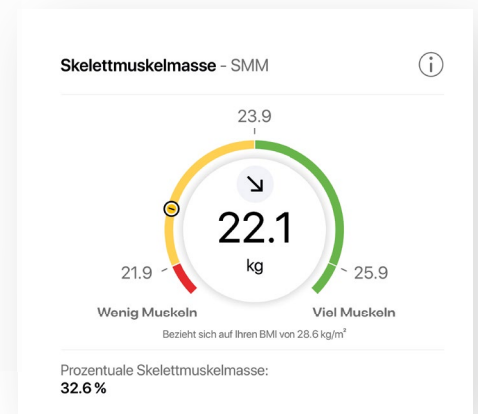 Skelettmuskelmasse - SMM
23.9
22.1
kg
21.9
25.9
Wenig Muskeln
Viel Muskeln
Bezieht sich auf Ihren BMI von 28.6 kg/m²
Prozentuale Skelettmuskelmasse:
32.6 %